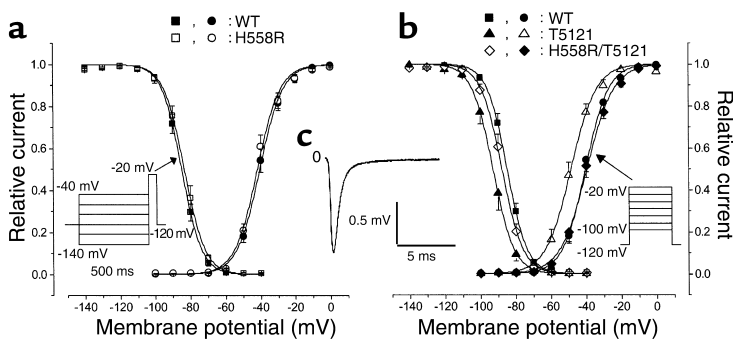 a
■ , ● : WT
□ , ○ : H558R
Relative current
1.0
0.8
0.6
0.4
0.2
0.0
-20 mV
-40 mV
-120 mV
-140 mV
500 ms
-140 -120 -100 -80 -60 -40 -20 0
Membrane potential (mV)
c
0
0.5 mV
5 ms
b
■ , ● : WT
▲ , △ : T5121
◇ , ◆ : H558R/T5121
1.0
0.8
0.6
0.4
0.2
0.0
Relative current
-20 mV
-100 mV
-120 mV
-140 -120 -100 -80 -60 -40 -20 0
Membrane potential (mV)